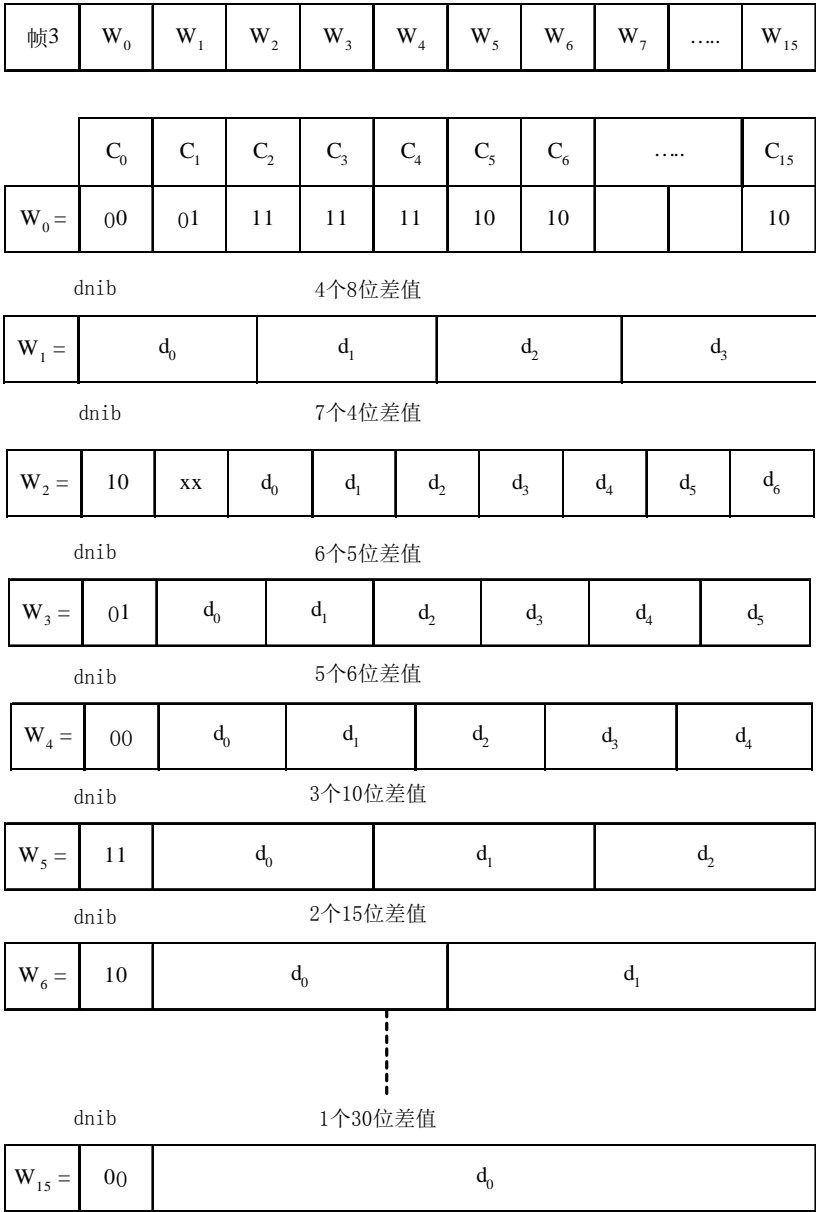 帧3 W₀ W₁ W₂ W₃ W₄ W₅ W₆ W₇ ..... W₁₅
C₀ C₁ C₂ C₃ C₄ C₅ C₆ ..... C₁₅
W₀ = 00 01 11 11 11 10 10 10
dnib 4个8位差值
W₁ = d₀ d₁ d₂ d₃
dnib 7个4位差值
W₂ = 10 xx d₀ d₁ d₂ d₃ d₄ d₅ d₆
dnib 6个5位差值
W₃ = 01 d₀ d₁ d₂ d₃ d₄ d₅
dnib 5个6位差值
W₄ = 00 d₀ d₁ d₂ d₃ d₄
dnib 3个10位差值
W₅ = 11 d₀ d₁ d₂
dnib 2个15位差值
W₆ = 10 d₀ d₁
dnib 1个30位差值
W₁₅ = 00 d₀